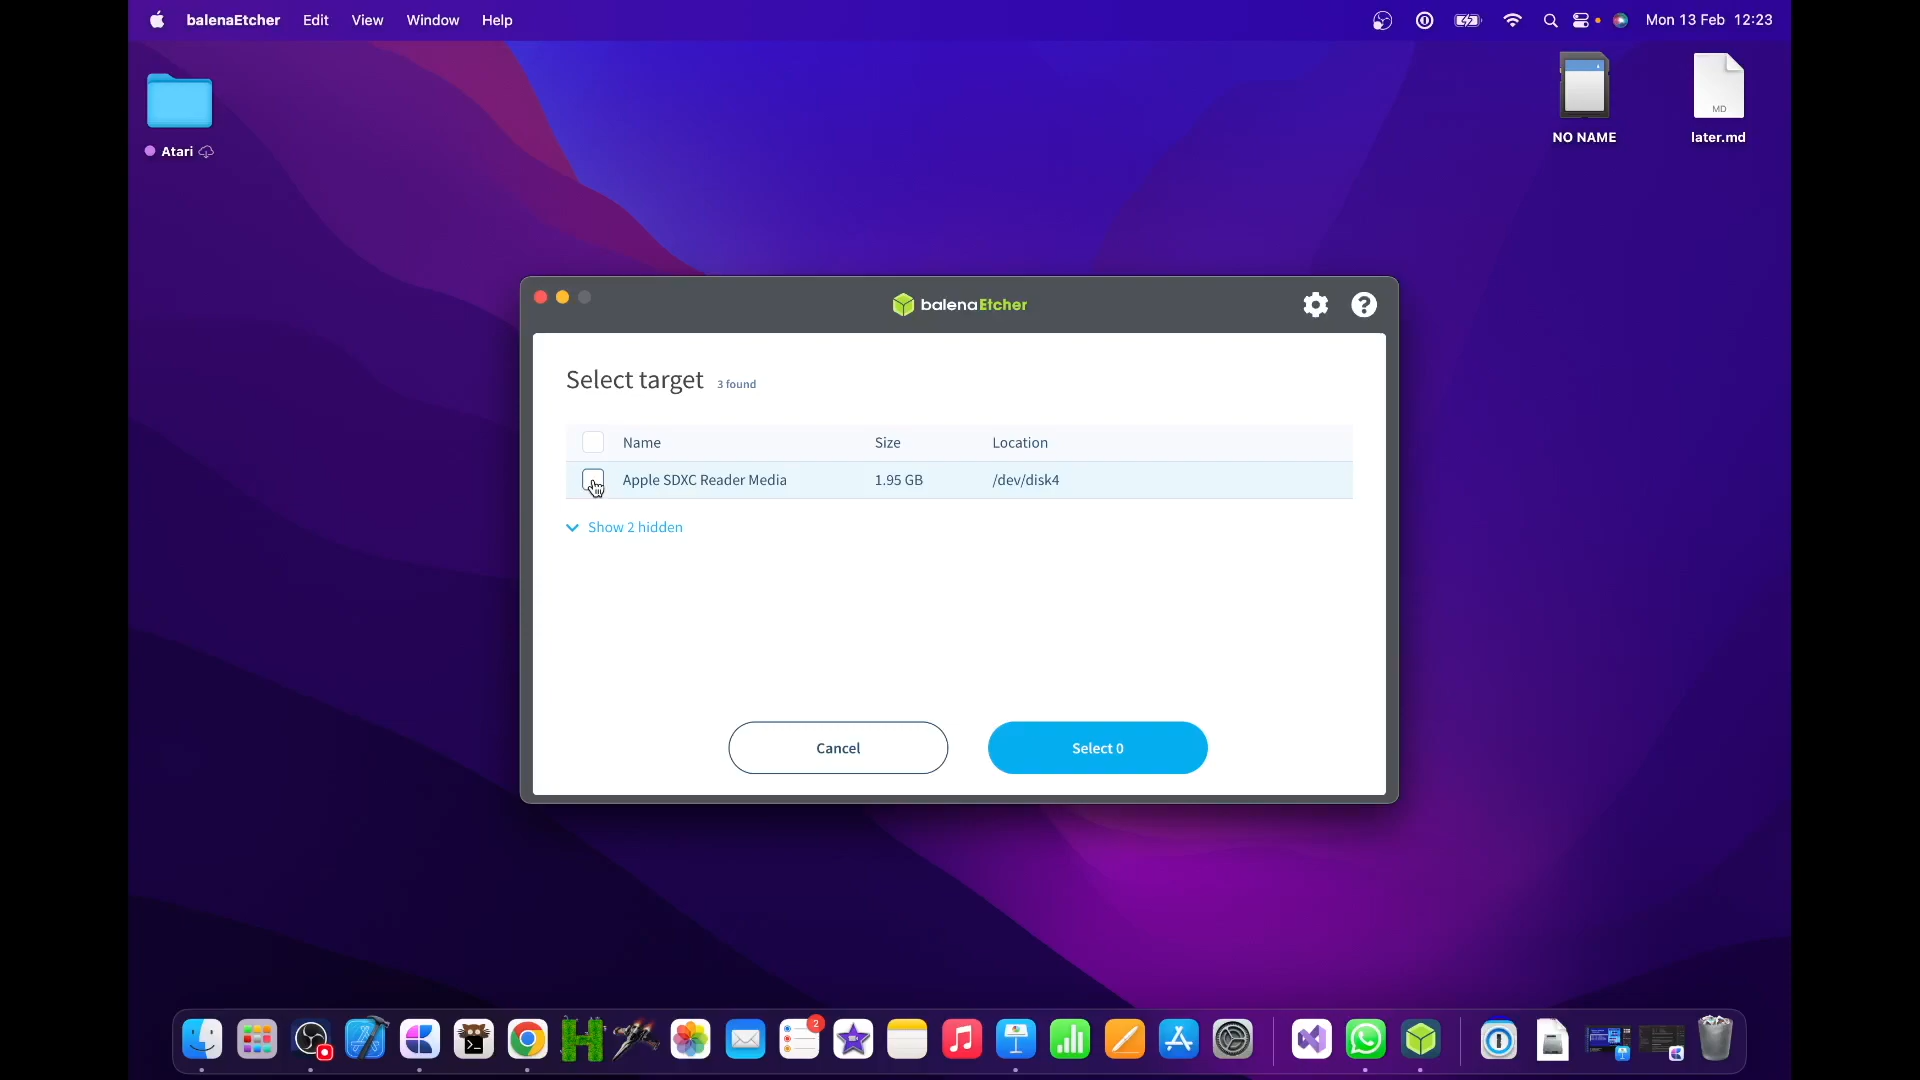 balenaEtcher Edit View Window Help Mon 13 Feb 12:23
Atari
NO NAME
MD
later.md
balenaEtcher
Select target 3 found
Name Size Location
Apple SDXC Reader Media 1.95 GB /dev/disk4
Show 2 hidden
Cancel
Select 0
2